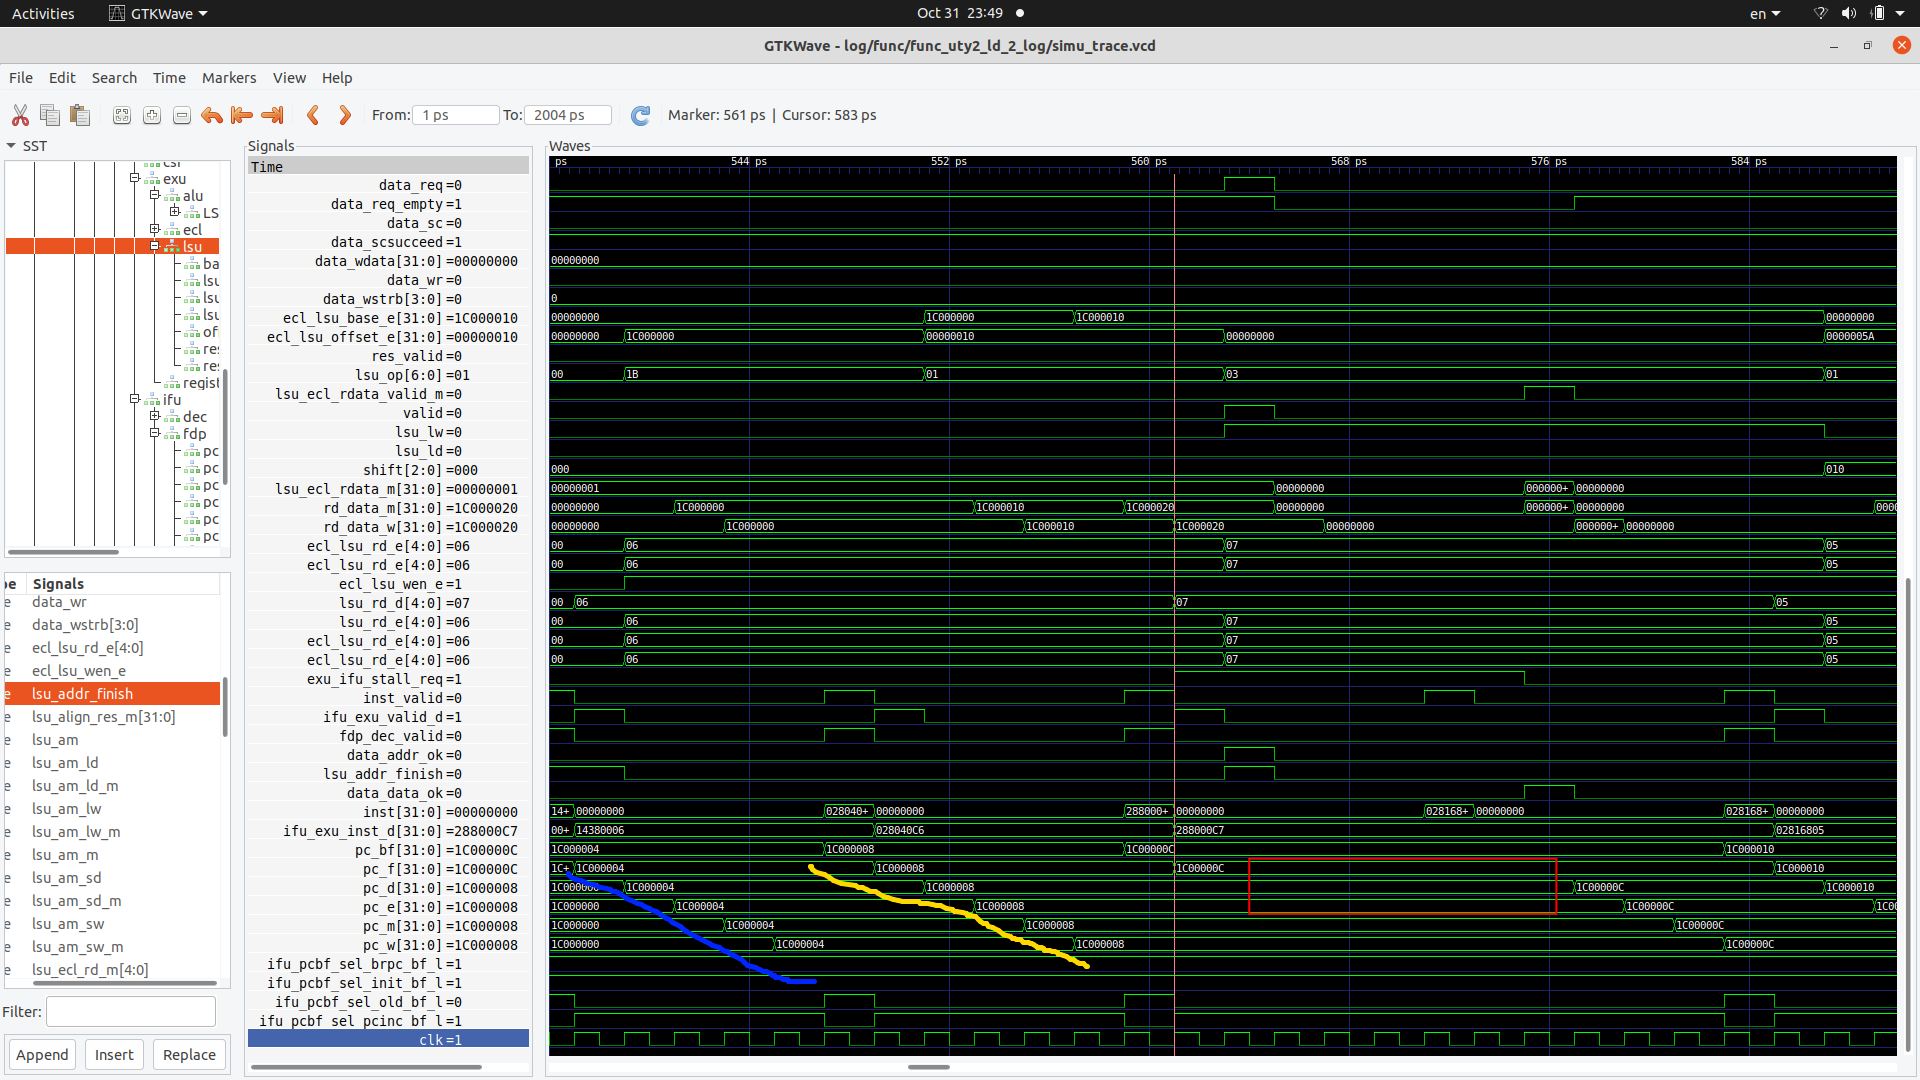 Activities GTKWave Oct 31 23:49 en
GTKWave - log/func/func_uty2_ld_2_log/simu_trace.vcd
File Edit Search Time Markers View Help
From: 1 ps To: 2004 ps Marker: 561 ps | Cursor: 583 ps
SST
exu
alu
LS
ecl
lsu
ba
lsu
lsu
lsu
off
res
res
regist
ifu
dec
fdp
pc
pc
pc
pc
pc
pc
pe Signals
e data_wr
e data_wstrb[3:0]
e ecl_lsu_rd_e[4:0]
e ecl_lsu_wen_e
e lsu_addr_finish
e lsu_align_res_m[31:0]
e lsu_am
e lsu_am_ld
e lsu_am_ld_m
e lsu_am_lw
e lsu_am_lw_m
e lsu_am_m
e lsu_am_sd
e lsu_am_sd_m
e lsu_am_sw
e lsu_am_sw_m
e lsu_ecl_rd_m[4:0]
Filter:
Append Insert Replace
Signals
Time
data_req=0
data_req_empty=1
data_sc=0
data_scsucceed=1
data_wdata[31:0]=00000000
data_wr=0
data_wstrb[3:0]=0
ecl_lsu_base_e[31:0]=1C000010
ecl_lsu_offset_e[31:0]=00000010
res_valid=0
lsu_op[6:0]=01
lsu_ecl_rdata_valid_m=0
valid=0
lsu_lw=0
lsu_ld=0
shift[2:0]=000
lsu_ecl_rdata_m[31:0]=00000001
rd_data_m[31:0]=1C000020
rd_data_w[31:0]=1C000020
ecl_lsu_rd_e[4:0]=06
ecl_lsu_rd_e[4:0]=06
ecl_lsu_wen_e=1
lsu_rd_d[4:0]=07
lsu_rd_e[4:0]=06
ecl_lsu_rd_e[4:0]=06
ecl_lsu_rd_e[4:0]=06
exu_ifu_stall_req=1
inst_valid=0
ifu_exu_valid_d=1
fdp_dec_valid=0
data_addr_ok=0
lsu_addr_finish=0
data_data_ok=0
inst[31:0]=00000000
ifu_exu_inst_d[31:0]=288000C7
pc_bf[31:0]=1C00000C
pc_f[31:0]=1C00000C
pc_d[31:0]=1C000008
pc_e[31:0]=1C000008
pc_m[31:0]=1C000008
pc_w[31:0]=1C000008
ifu_pcbf_sel_brpc_bf_l=1
ifu_pcbf_sel_init_bf_l=1
ifu_pcbf_sel_old_bf_l=0
ifu_pcbf_sel_pcinc_bf_l=1
clk=1
Waves
ps 544 ps 552 ps 560 ps 568 ps 576 ps 584 ps
00000000
0
00000000 1C000000 1C000010 00000000
00000000 1C000000 00000010 00000000 0000005A
00 1B 01 03 01
000 010
00000001 00000000 000000+ 00000000
00000000 1C000000 1C000010 1C000020 00000000 000000+ 00000000 0000
00000000 1C000000 1C000010 1C000020 00000000 000000+ 00000000
00 06 07 05
00 06 07 05
00 06 07 05
00 06 07 05
00 06 07 05
00 06 07 05
14+ 00000000 028040+ 00000000 288000+ 00000000 028168+ 00000000 028168+ 00000000
00+ 14380006 028040C6 288000C7 02816805
1C000004 1C000008 1C00000C 1C000010
1C+ 1C000004 1C000008 1C00000C 1C000010
1C000004 1C000008 1C00000C 1C000010
1C000000 1C000004 1C000008 1C00000C 1C00
1C000000 1C000004 1C000008 1C00000C
1C000000 1C000004 1C000008 1C00000C